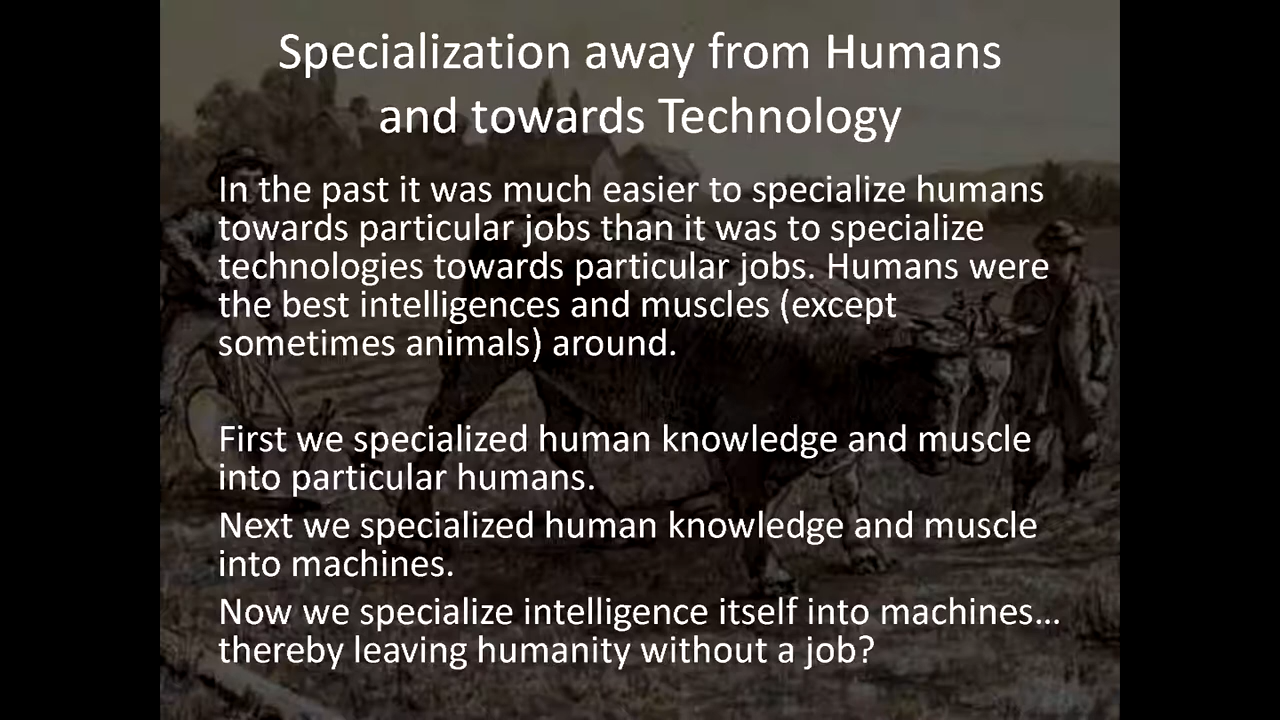 Specialization away from Humans
and towards Technology
In the past it was much easier to specialize humans
towards particular jobs than it was to specialize
technologies towards particular jobs. Humans were
the best intelligences and muscles (except
sometimes animals) around.
First we specialized human knowledge and muscle
into particular humans.
Next we specialized human knowledge and muscle
into machines.
Now we specialize intelligence itself into machines…
thereby leaving humanity without a job?